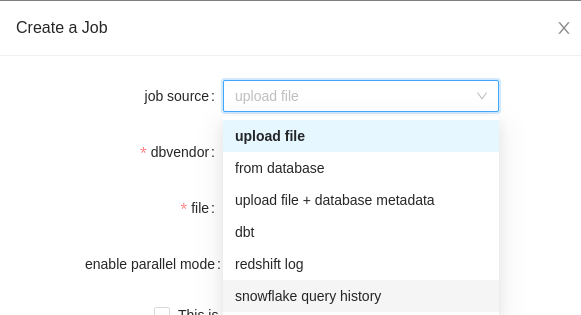 Create a Job
job source:
upload file
upload file
* dbvendor:
from database
upload file + database metadata
* file:
dbt
enable parallel mode:
redshift log
snowflake query history
This is